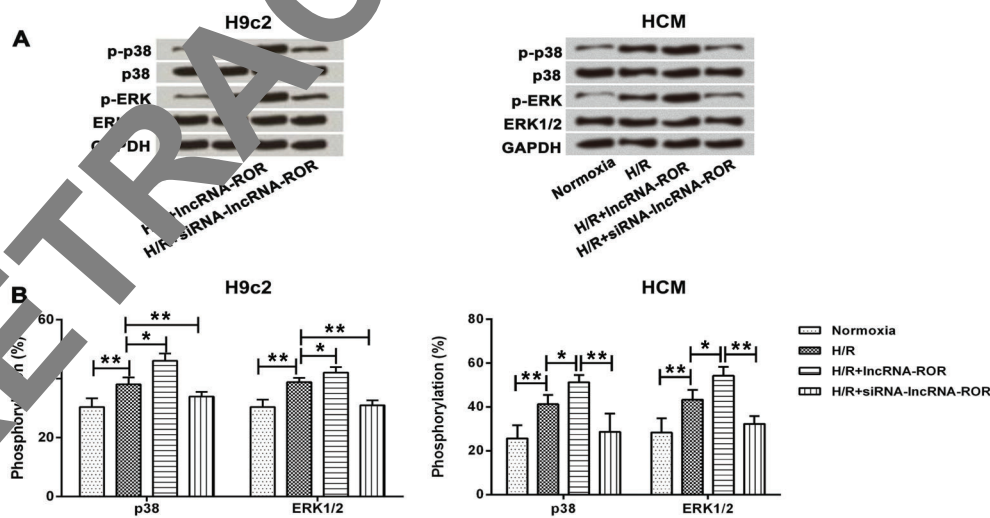 A
H9c2
HCM
p-p38
p38
p-ERK
GAPDH
p-p38
p38
p-ERK
ERK1/2
GAPDH
H/R+siRNA-lncRNA-ROR
Normoxia
H/R
H/R+lncRNA-ROR
H/R+siRNA-lncRNA-ROR
B
H9c2
HCM
Phosphorylation (%)
60
20
0
** * **
** * **
p38
ERK1/2
Phosphorylation (%)
80
60
40
20
0
** * **
** * **
p38
ERK1/2
Normoxia
H/R
H/R+lncRNA-ROR
H/R+siRNA-lncRNA-ROR